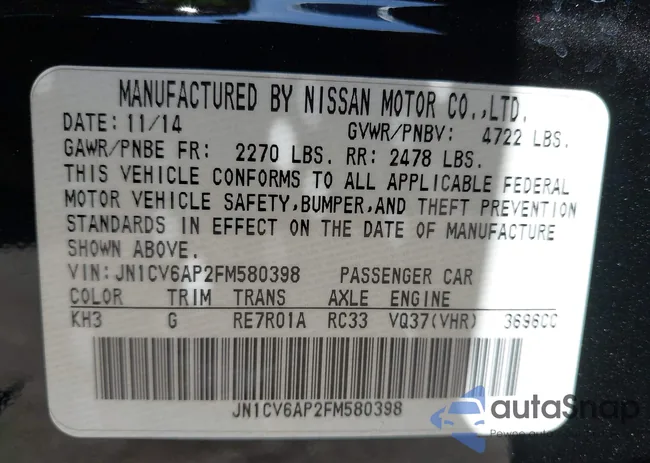 MANUFACTURED BY NISSAN MOTOR CO.,LTD.
DATE: 11/14 GVWR/PNBV: 4722 LBS.
GAWR/PNBE FR: 2270 LBS. RR: 2478 LBS.
THIS VEHICLE CONFORMS TO ALL APPLICABLE FEDERAL
MOTOR VEHICLE SAFETY,BUMPER,AND THEFT PREVENTION
STANDARDS IN EFFECT ON THE DATE OF MANUFACTURE
SHOWN ABOVE.
VIN:JN1CV6AP2FM580398 PASSENGER CAR
COLOR TRIM TRANS AXLE ENGINE
KH3 G RE7R01A RC33 VQ37(VHR) 3696CC
JN1CV6AP2FM580398
autoSnap
Pewne auto